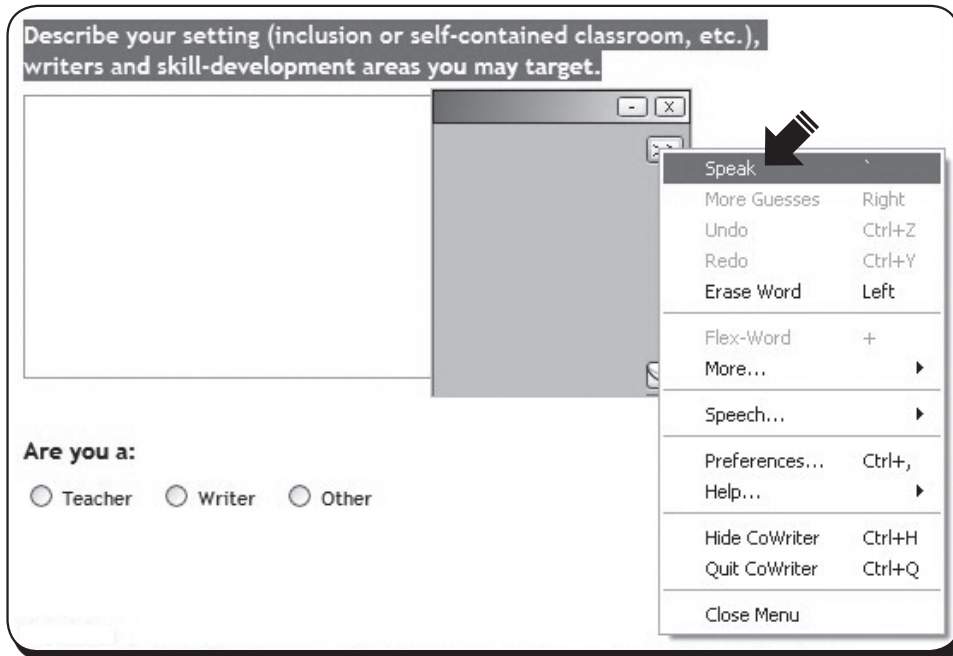 Describe your setting (inclusion or self-contained classroom, etc.),
writers and skill-development areas you may target.
- X
Speak `
More Guesses Right
Undo Ctrl+Z
Redo Ctrl+Y
Erase Word Left
Flex-Word +
More...
Speech...
Preferences... Ctrl+,
Help...
Hide CoWriter Ctrl+H
Quit CoWriter Ctrl+Q
Close Menu
Are you a:
Teacher Writer Other